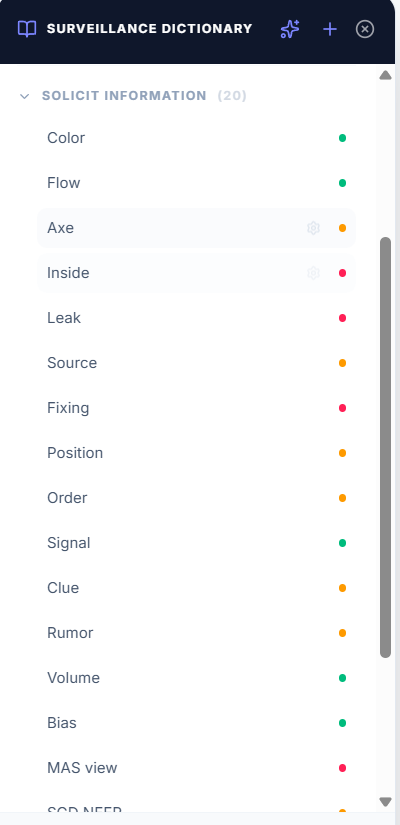 SURVEILLANCE DICTIONARY
SOLICIT INFORMATION (20)
Color
Flow
Axe
Inside
Leak
Source
Fixing
Position
Order
Signal
Clue
Rumor
Volume
Bias
MAS view